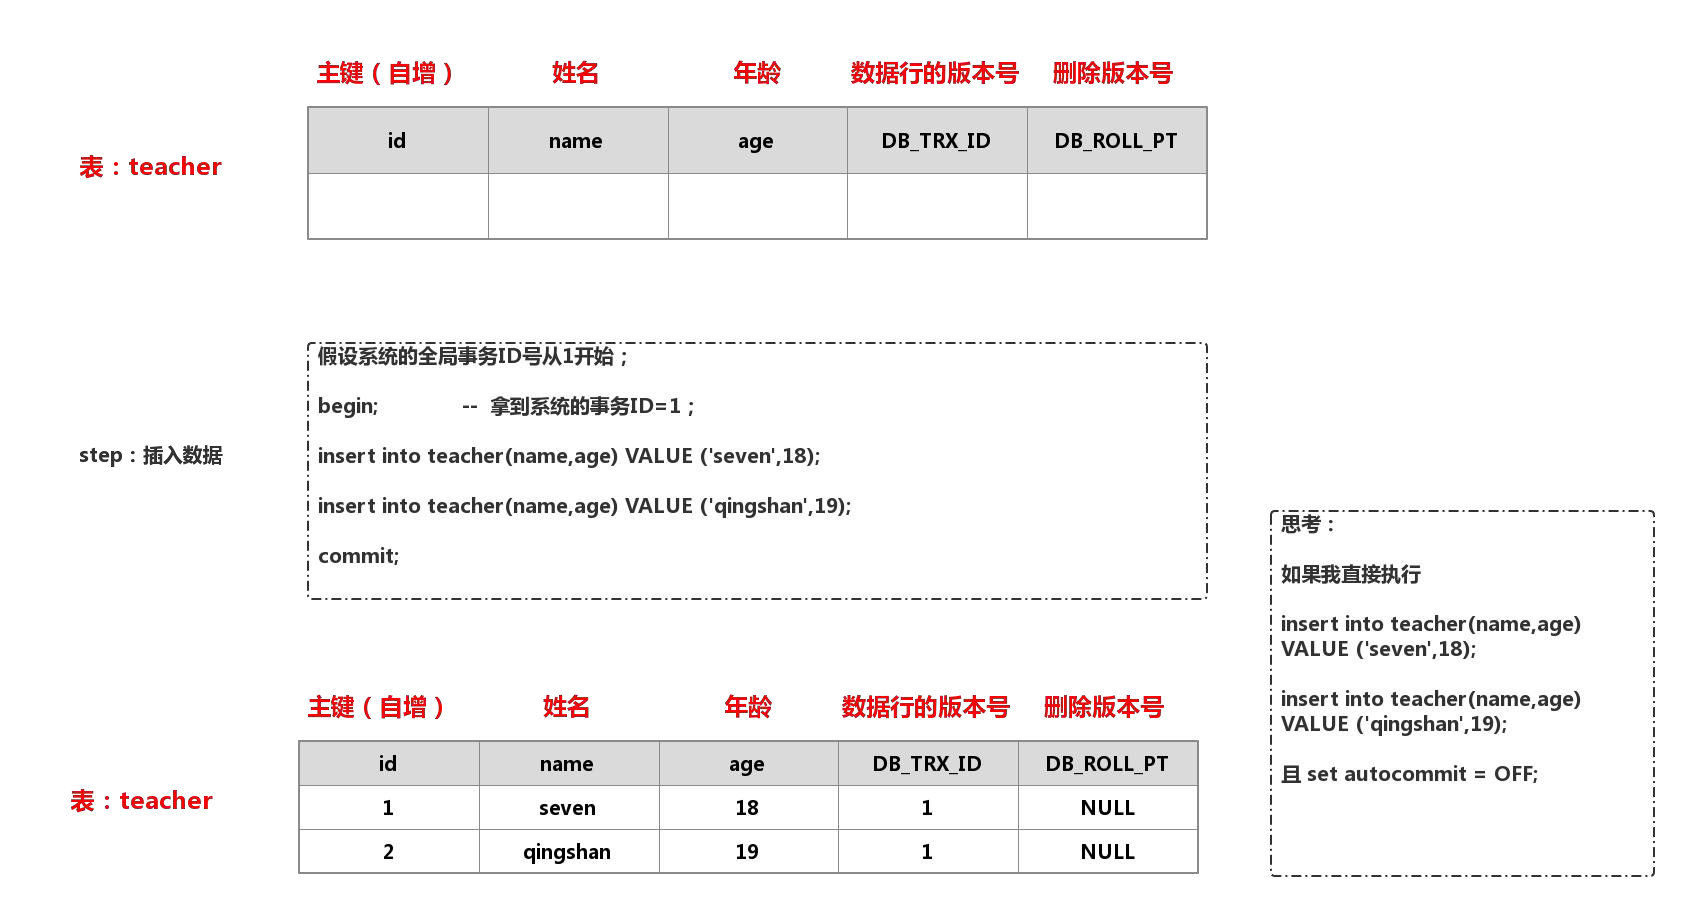 主键（自增） 姓名 年龄 数据行的版本号 删除版本号
id name age DB_TRX_ID DB_ROLL_PT
表：teacher
假设系统的全局事务ID号从1开始；
begin; -- 拿到系统的事务ID=1；
insert into teacher(name,age) VALUE ('seven',18);
step：插入数据
insert into teacher(name,age) VALUE ('qingshan',19);
commit;
思考：
如果我直接执行
insert into teacher(name,age)
VALUE ('seven',18);
insert into teacher(name,age)
VALUE ('qingshan',19);
且 set autocommit = OFF;
主键（自增） 姓名 年龄 数据行的版本号 删除版本号
id name age DB_TRX_ID DB_ROLL_PT
表：teacher
1 seven 18 1 NULL
2 qingshan 19 1 NULL